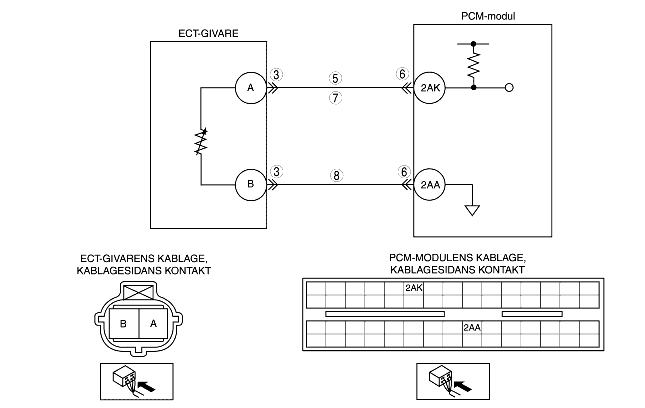 ECT-GIVARE
PCM-modul
A
3
5
7
6
2AK
B
3
8
6
2AA
ECT-GIVARENS KABLAGE,
KABLAGESIDANS KONTAKT
B A
PCM-MODULENS KABLAGE,
KABLAGESIDANS KONTAKT
2AK
2AA